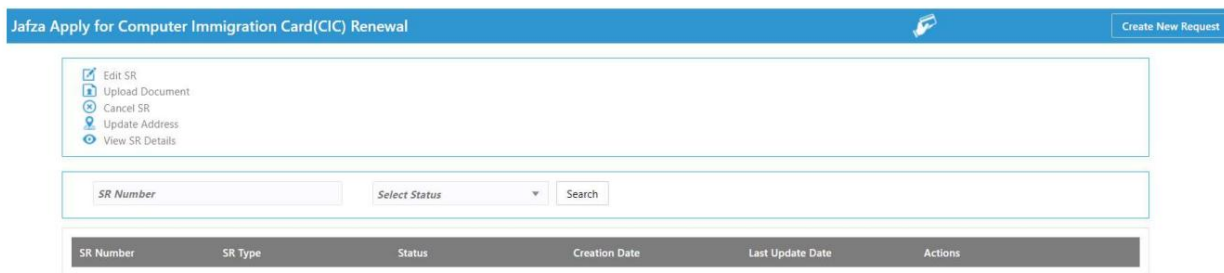 Jafza Apply for Computer Immigration Card(CIC) Renewal Create New Request
Edit SR
Upload Document
Cancel SR
Update Address
View SR Details
SR Number Select Status Search
SR Number SR Type Status Creation Date Last Update Date Actions